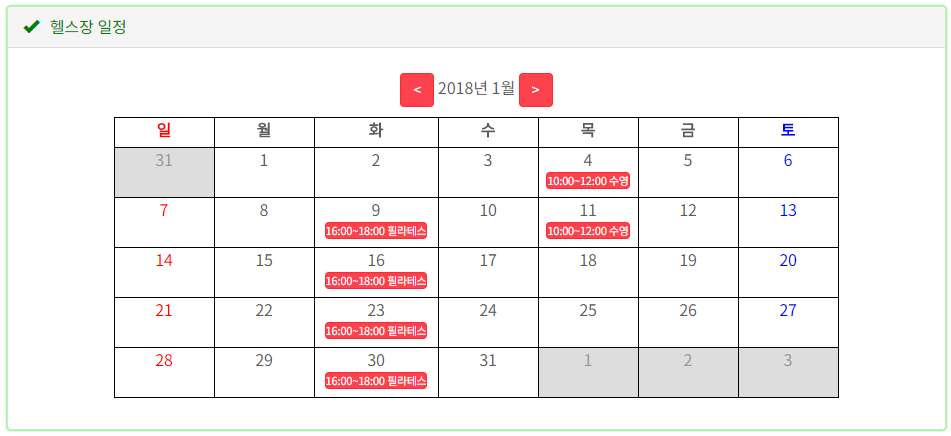 헬스장 일정
< 2018년 1월 >
일 월 화 수 목 금 토
31 1 2 3 4 5 6
10:00~12:00 수영
7 8 9 10 11 12 13
16:00~18:00 필라테스 10:00~12:00 수영
14 15 16 17 18 19 20
16:00~18:00 필라테스
21 22 23 24 25 26 27
16:00~18:00 필라테스
28 29 30 31 1 2 3
16:00~18:00 필라테스